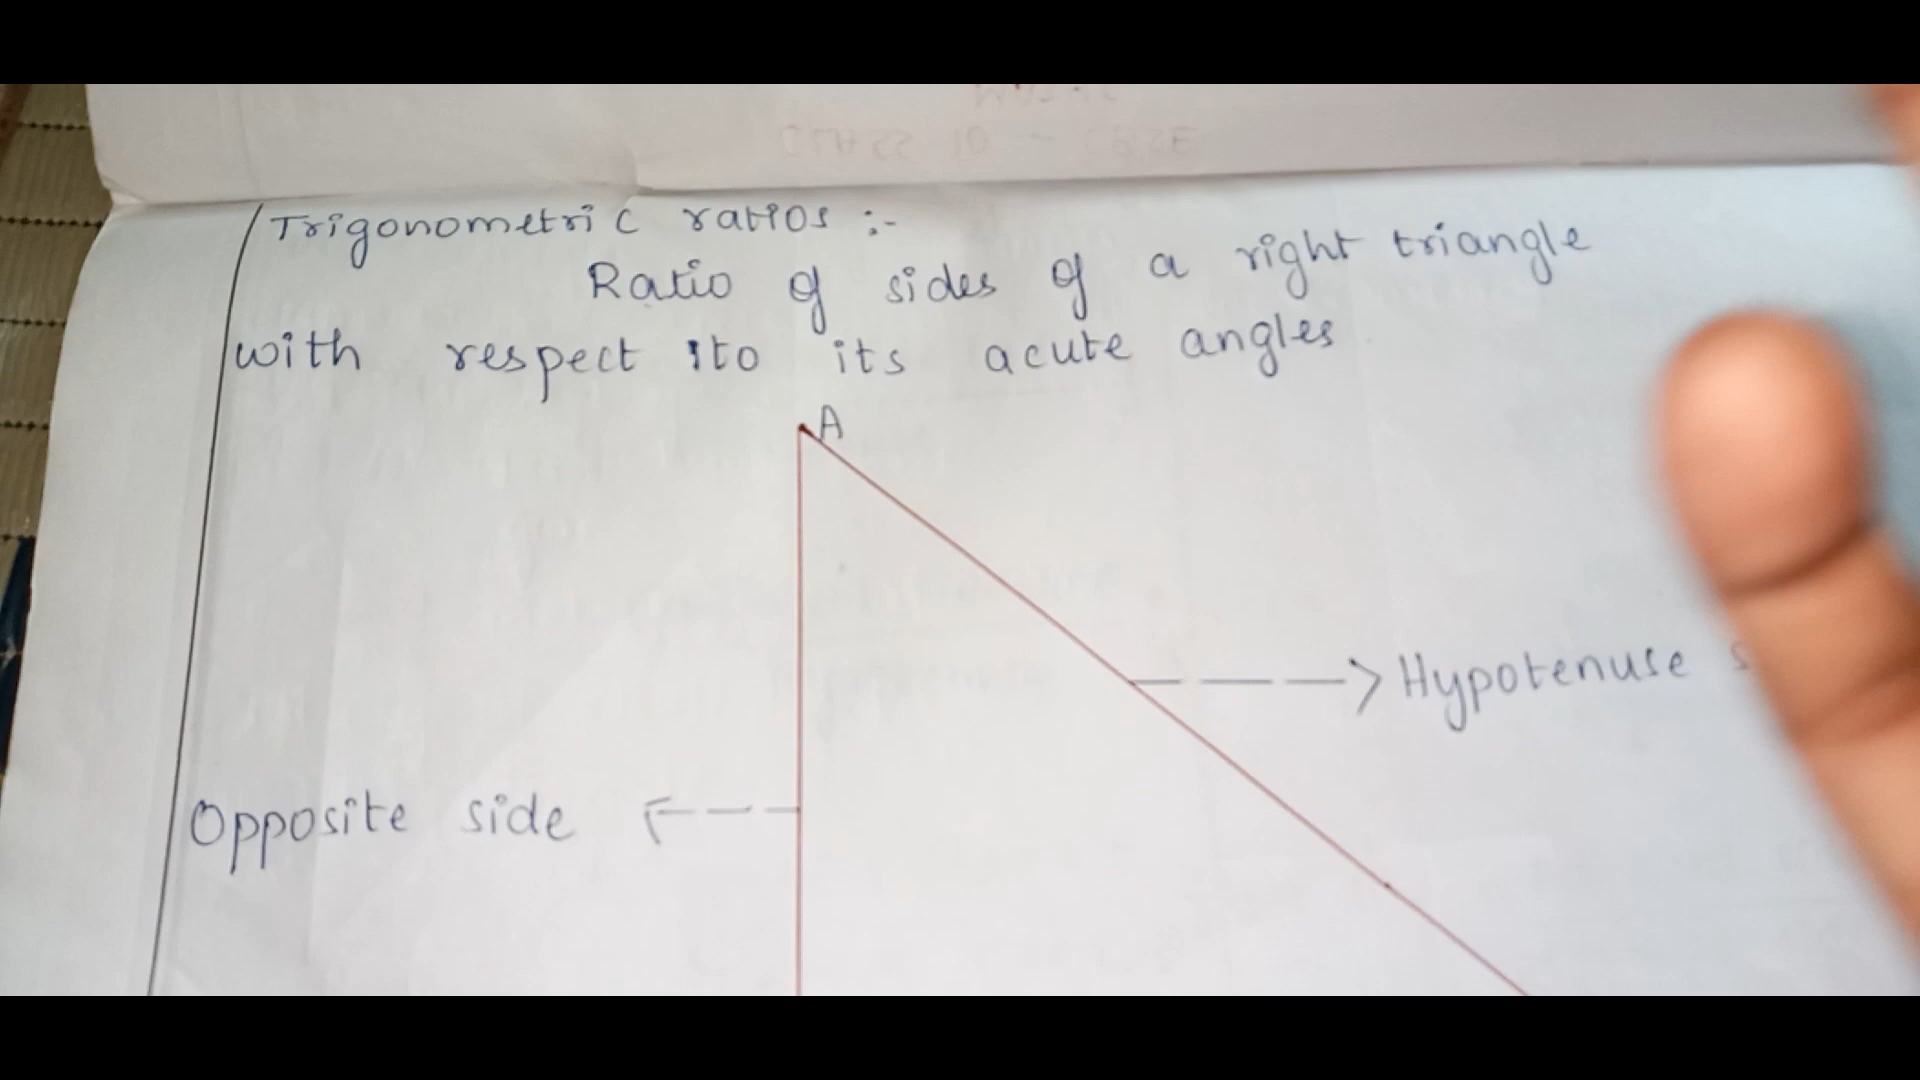 Trigonometric ratios :-
Ratio of sides of a right triangle
with respect to its acute angles
A
Hypotenuse
Opposite side